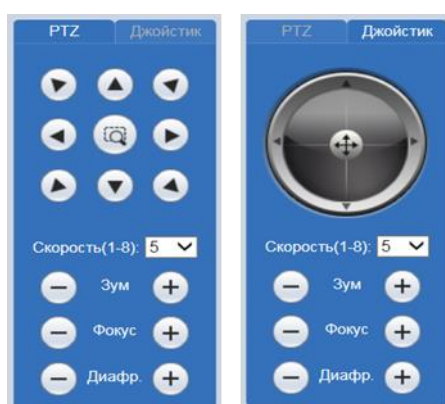 PTZ Джойстик
Скорость(1-8): 5
Зум
Фокус
Диафр.
PTZ Джойстик
Скорость(1-8): 5
Зум
Фокус
Диафр.